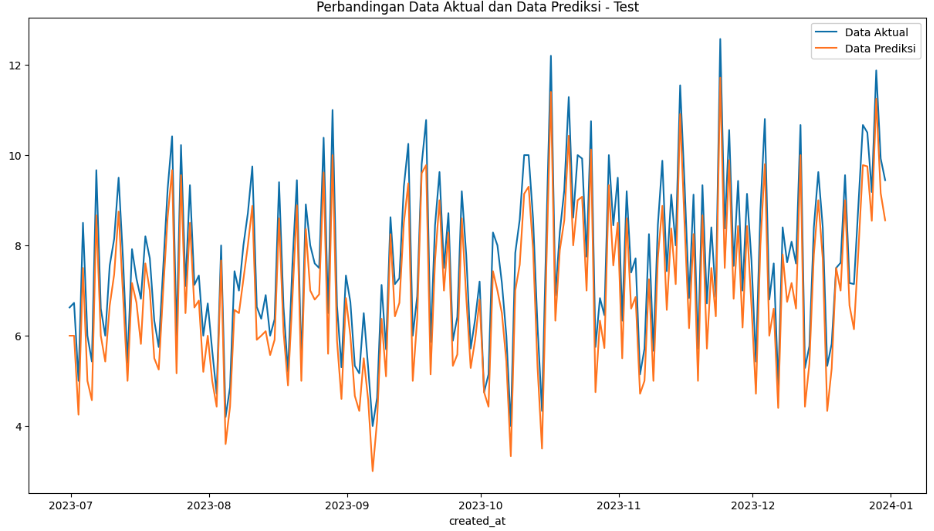 Perbandingan Data Aktual dan Data Prediksi - Test
Data Aktual
Data Prediksi
12
10
8
6
4
2023-07 2023-08 2023-09 2023-10 2023-11 2023-12 2024-01
created_at